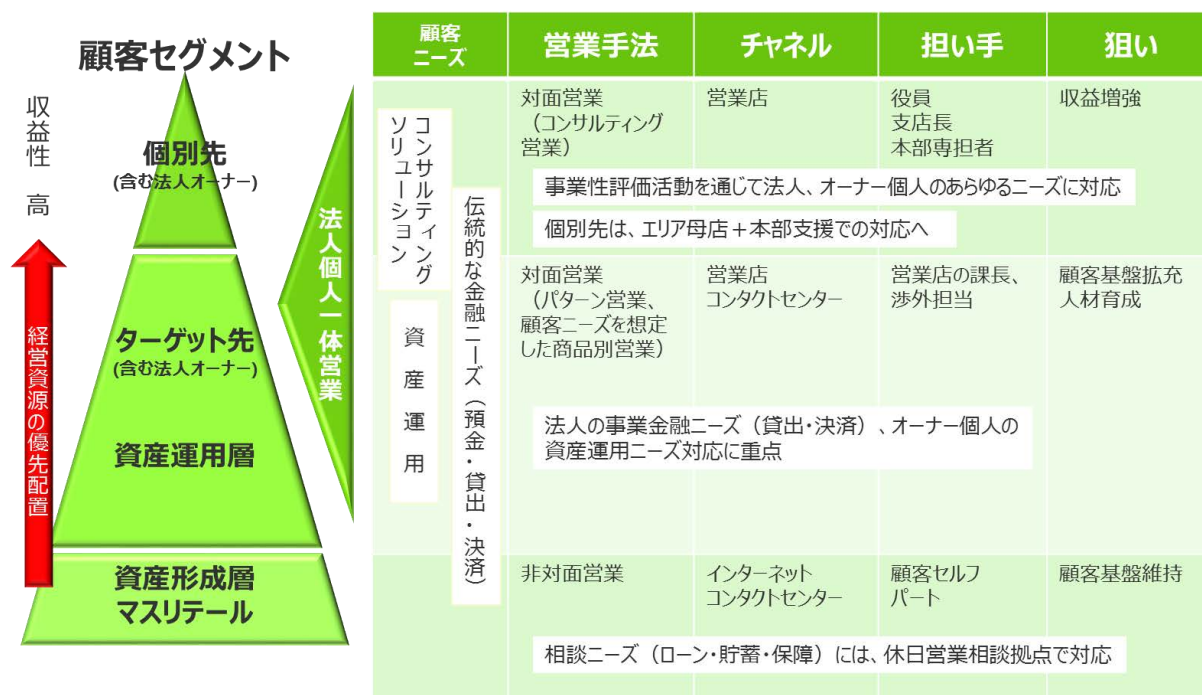 顧客セグメント
収益性 高
経営資源の優先配置
個別先
(含む法人オーナー)
ターゲット先
(含む法人オーナー)
資産運用層
資産形成層
マスリテール
法人個人一体営業
顧客
ニーズ
営業手法
チャネル
担い手
狙い
コンサルティング
ソリューション
資産運用
伝統的な金融ニーズ（預金・貸出・決済）
対面営業
（コンサルティング
営業）
営業店
役員
支店長
本部専担者
収益増強
事業性評価活動を通じて法人、オーナー個人のあらゆるニーズに対応
個別先は、エリア母店＋本部支援での対応へ
対面営業
（パターン営業、
顧客ニーズを想定
した商品別営業）
営業店
コンタクトセンター
営業店の課長、
渉外担当
顧客基盤拡充
人材育成
法人の事業金融ニーズ（貸出・決済）、オーナー個人の
資産運用ニーズ対応に重点
非対面営業
インターネット
コンタクトセンター
顧客セルフ
パート
顧客基盤維持
相談ニーズ（ローン・貯蓄・保障）には、休日営業相談拠点で対応